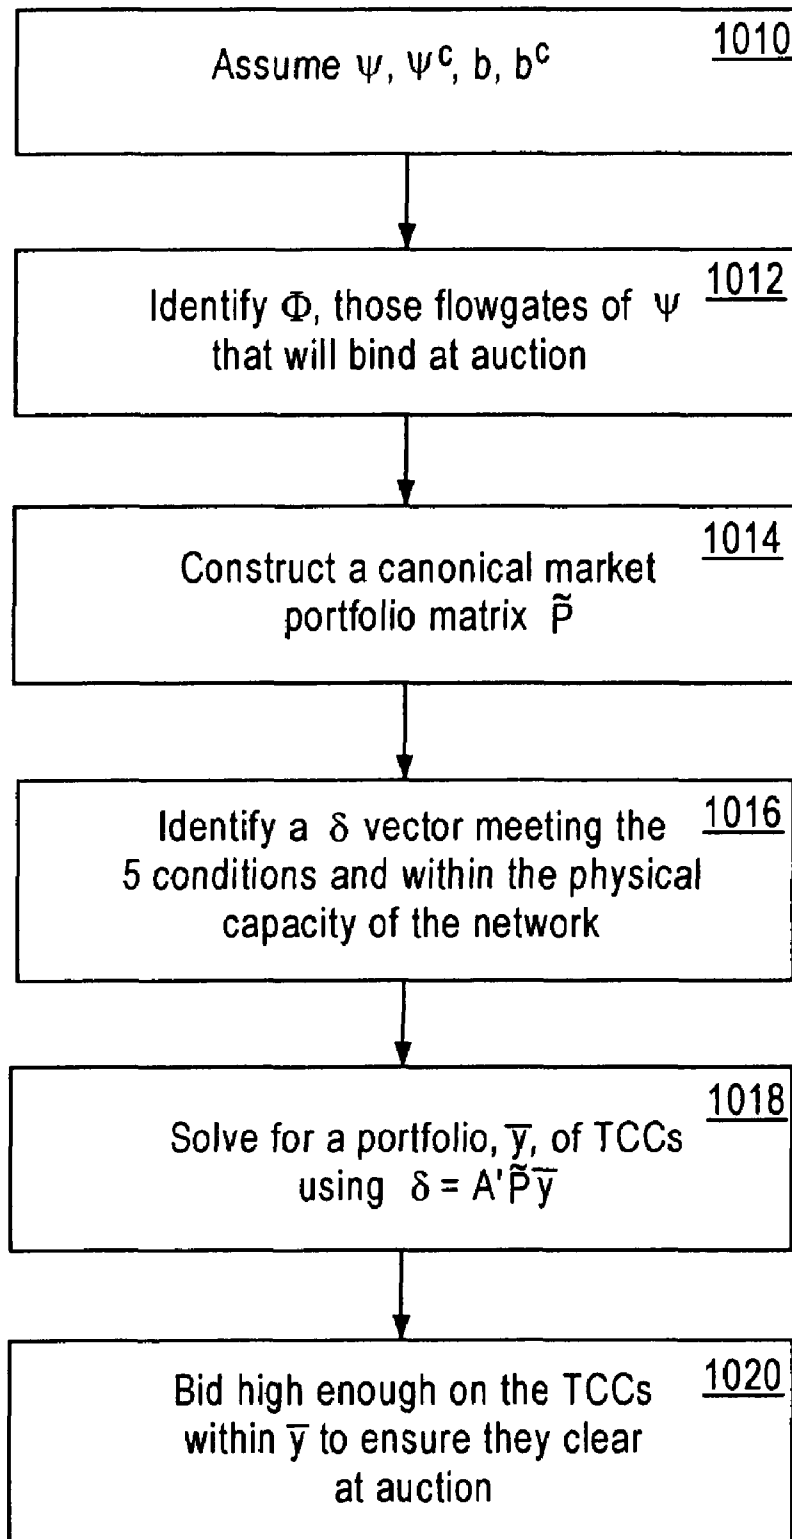 1010
Assume ψ, ψᶜ, b, bᶜ
1012
Identify Φ, those flowgates of ψ
that will bind at auction
1014
Construct a canonical market
portfolio matrix P̃
1016
Identify a δ vector meeting the
5 conditions and within the physical
capacity of the network
1018
Solve for a portfolio, y̅, of TCCs
using δ = A'P̃y̅
1020
Bid high enough on the TCCs
within y̅ to ensure they clear
at auction